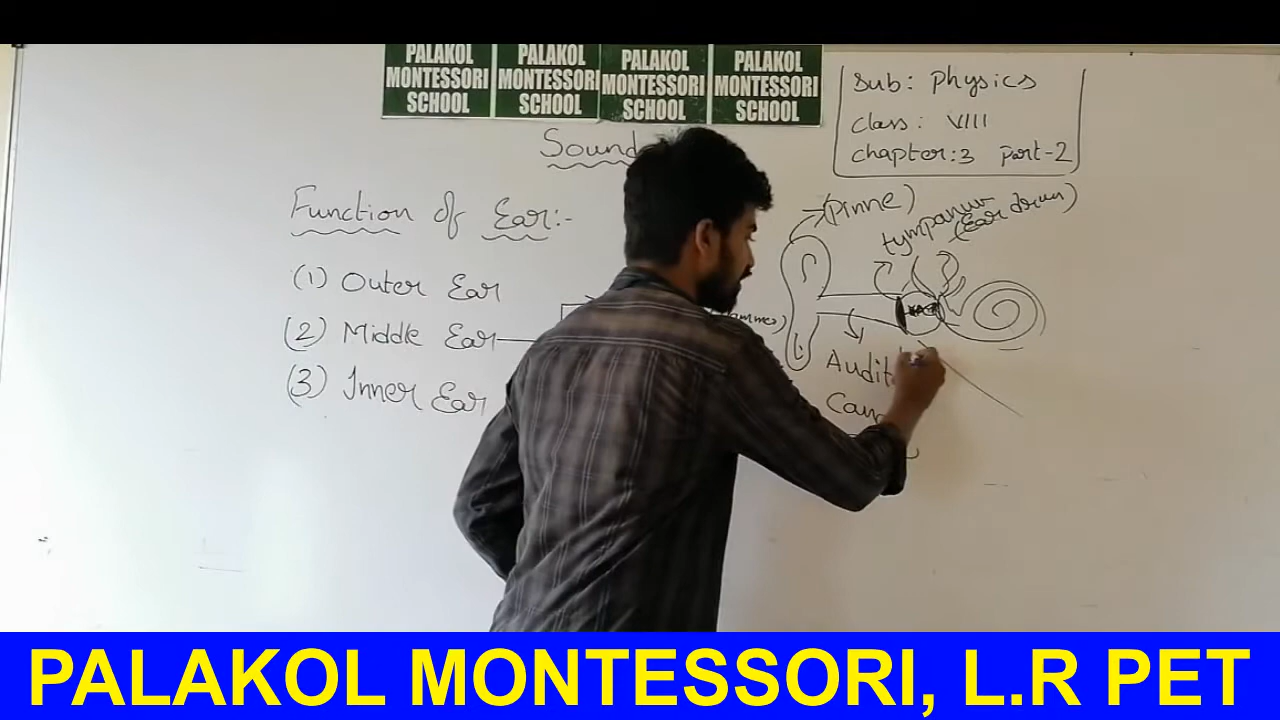 PALAKOL MONTESSORI SCHOOL
PALAKOL MONTESSORI SCHOOL
PALAKOL MONTESSORI SCHOOL
PALAKOL MONTESSORI SCHOOL
Sub: Physics
Class: VIII
Chapter:3 Part-2
Sound
Function of Ear:-
(1) Outer Ear
(2) Middle Ear
(3) Inner Ear
(Pinne)
tympanum
(Ear drum)
PALAKOL MONTESSORI, L.R PET